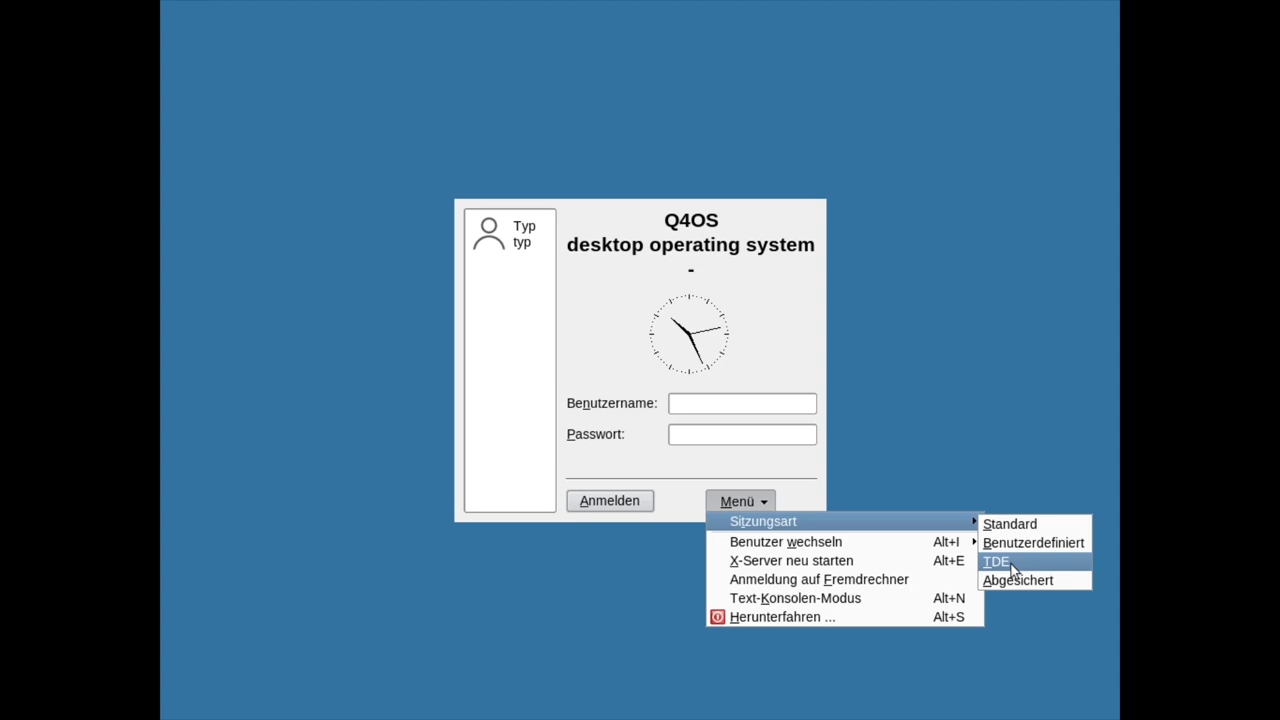 Typ
typ
Q4OS
desktop operating system
-
Benutzername:
Passwort:
Anmelden
Menü
Sitzungsart
Benutzer wechseln Alt+I
X-Server neu starten Alt+E
Anmeldung auf Fremdrechner
Text-Konsolen-Modus Alt+N
Herunterfahren ... Alt+S
Standard
Benutzerdefiniert
TDE
Abgesichert